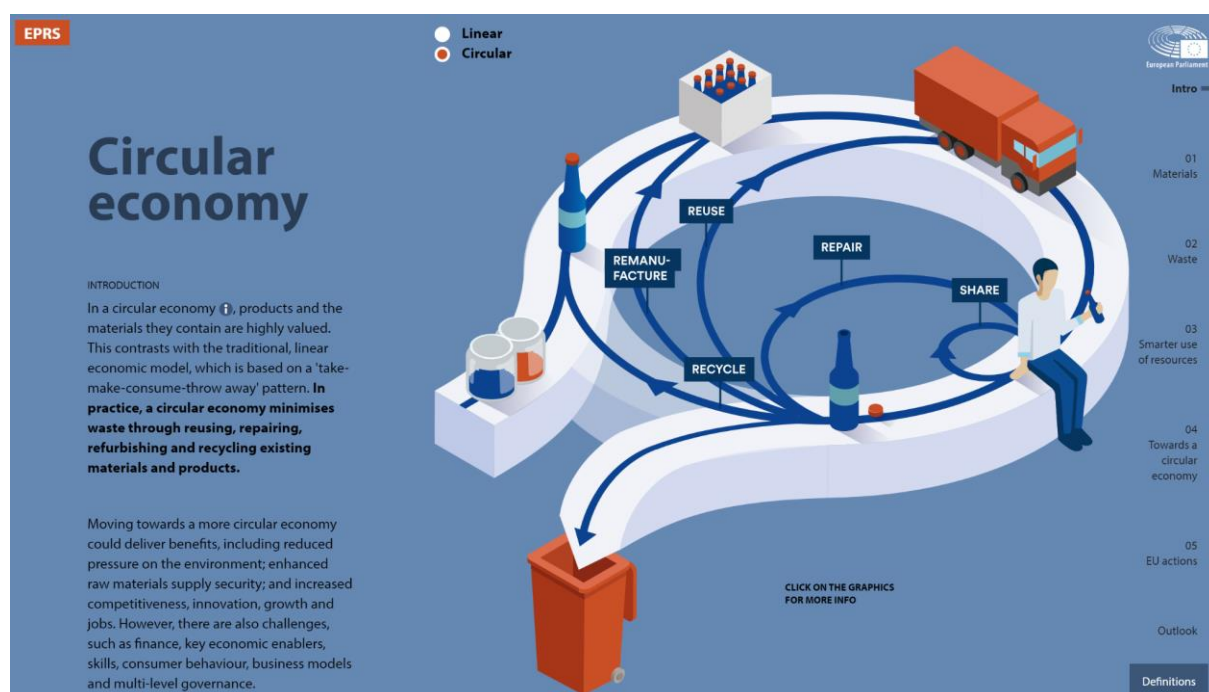 EPRS
Linear
Circular
European Parliament
Circular
economy
INTRODUCTION
In a circular economy i, products and the
materials they contain are highly valued.
This contrasts with the traditional, linear
economic model, which is based on a 'take-
make-consume-throw away' pattern. In
practice, a circular economy minimises
waste through reusing, repairing,
refurbishing and recycling existing
materials and products.
Moving towards a more circular economy
could deliver benefits, including reduced
pressure on the environment; enhanced
raw materials supply security; and increased
competitiveness, innovation, growth and
jobs. However, there are also challenges,
such as finance, key economic enablers,
skills, consumer behaviour, business models
and multi-level governance.
REUSE
REMANU-
FACTURE
REPAIR
SHARE
RECYCLE
CLICK ON THE GRAPHICS
FOR MORE INFO
Intro
01
Materials
02
Waste
03
Smarter use
of resources
04
Towards a
circular
economy
05
EU actions
Outlook
Definitions